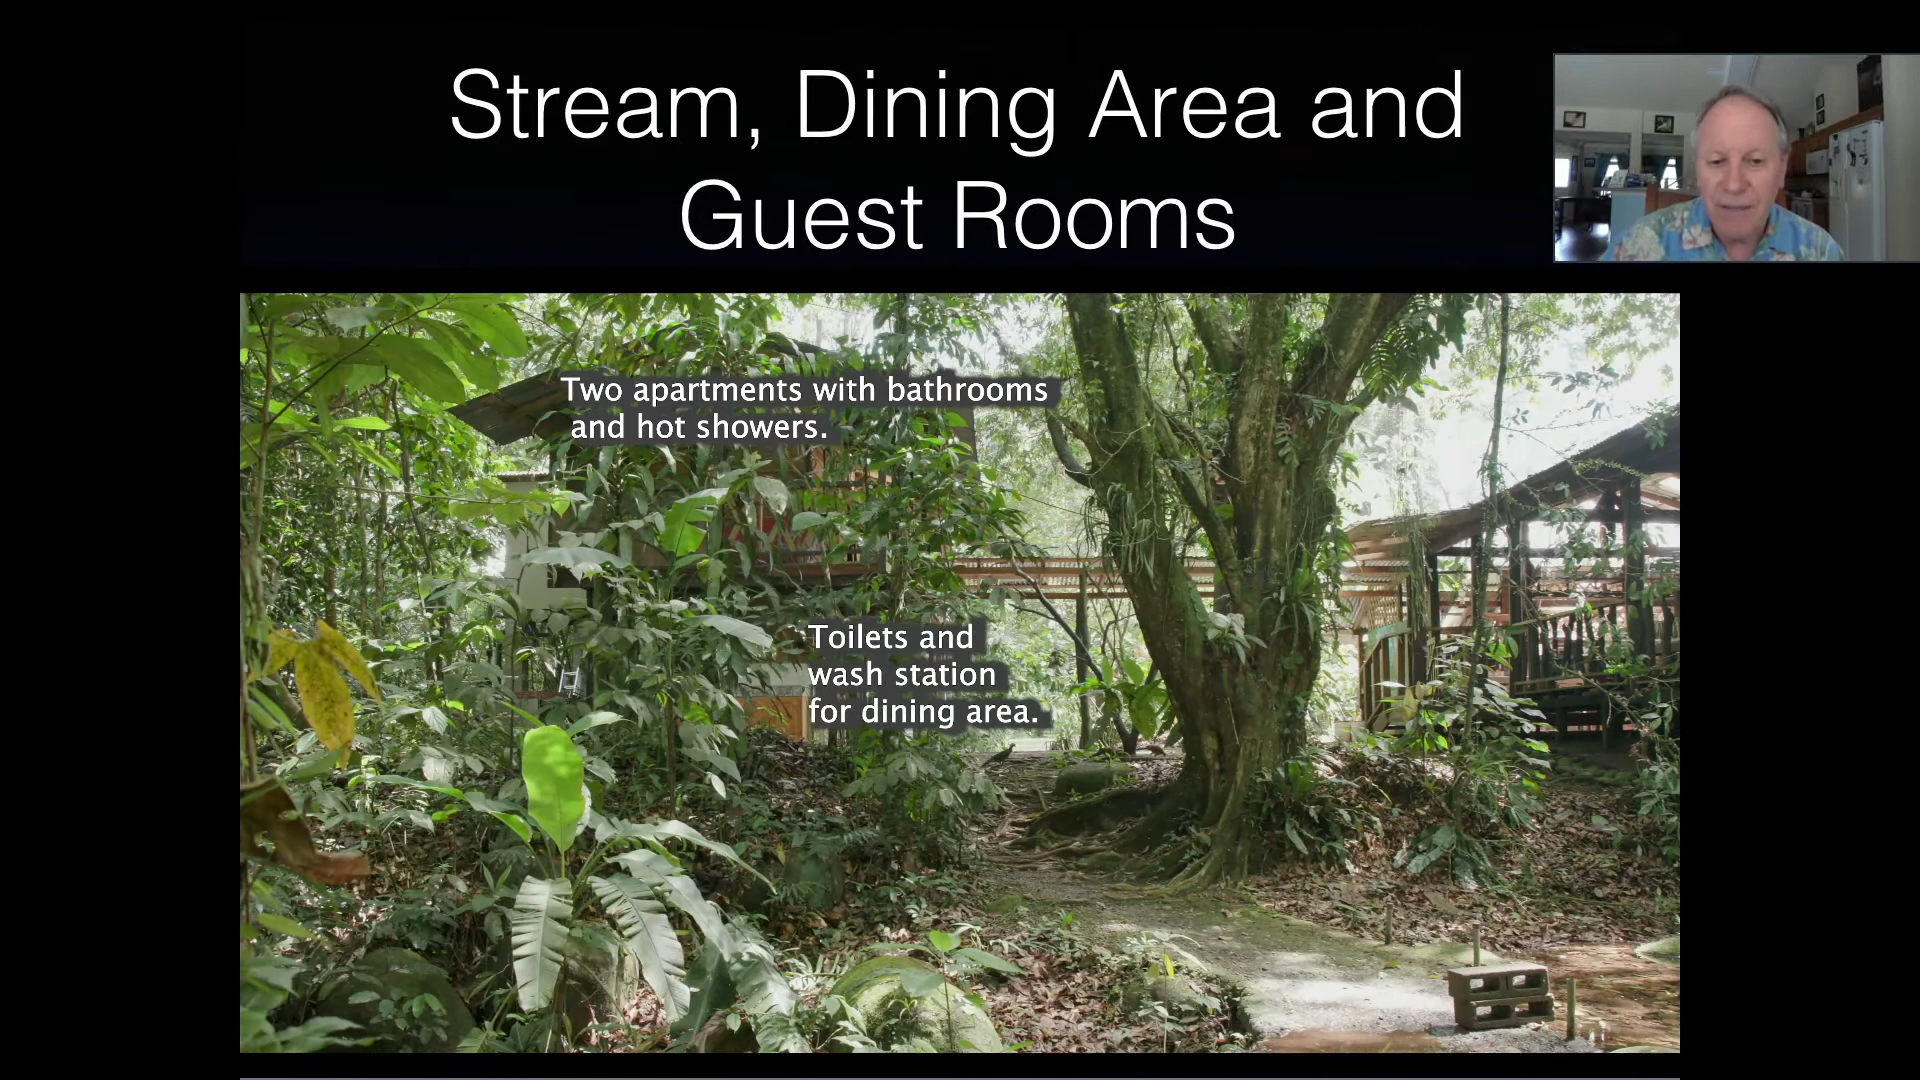 Stream, Dining Area and
Guest Rooms
Two apartments with bathrooms
and hot showers.
Toilets and
wash station
for dining area.